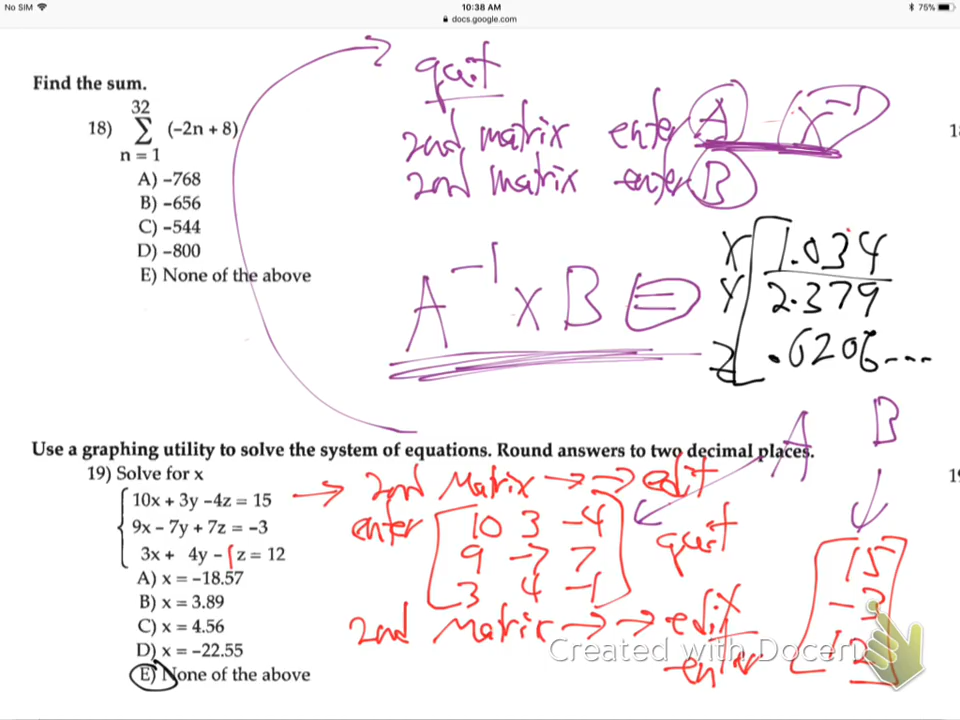 No SIM 10:38 AM 75%
docs.google.com
quit
Find the sum.
32
18) Σ (−2n + 8)
n = 1
2nd matrix enter A x⁻¹
2nd matrix enter B
A) −768
B) −656
C) −544
D) −800
E) None of the above
A⁻¹ x B =
x 1.034
y 2.379
z .6206...
A B
Use a graphing utility to solve the system of equations. Round answers to two decimal places.
19) Solve for x
10x + 3y −4z = 15
9x − 7y + 7z = −3
3x + 4y − 1z = 12
→ 2nd Matrix → → edit
enter
10 3 −4
9 −7 7
3 4 −1
quit
2nd Matrix → → edit
enter
15
−3
12
A) x = −18.57
B) x = 3.89
C) x = 4.56
D) x = −22.55
E) None of the above
Created with Doceri
18
19